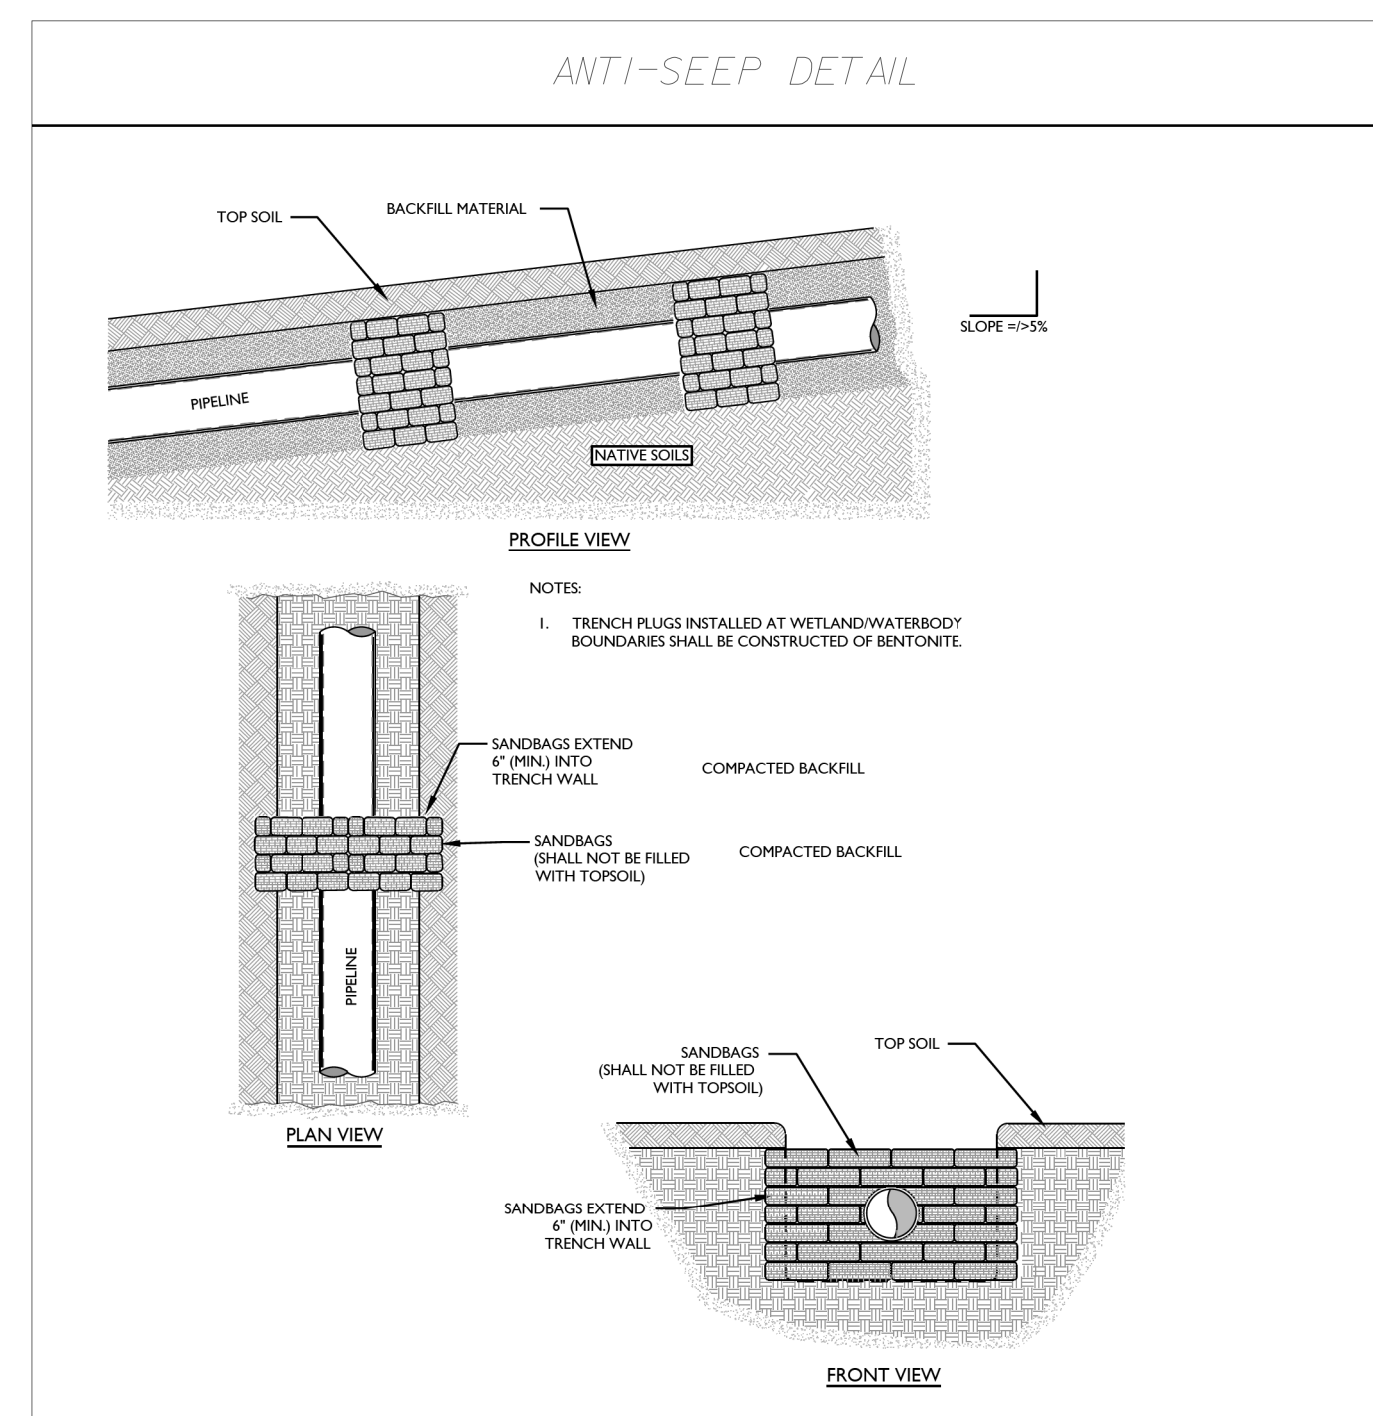 ANTI-SEEP DETAIL
TOP SOIL
BACKFILL MATERIAL
SLOPE =/>5%
PIPELINE
NATIVE SOILS
PROFILE VIEW
NOTES:
1. TRENCH PLUGS INSTALLED AT WETLAND/WATERBODY
BOUNDARIES SHALL BE CONSTRUCTED OF BENTONITE.
SANDBAGS EXTEND
6" (MIN.) INTO
TRENCH WALL
COMPACTED BACKFILL
SANDBAGS
(SHALL NOT BE FILLED
WITH TOPSOIL)
COMPACTED BACKFILL
PIPELINE
PLAN VIEW
SANDBAGS
(SHALL NOT BE FILLED
WITH TOPSOIL)
TOP SOIL
SANDBAGS EXTEND
6" (MIN.) INTO
TRENCH WALL
FRONT VIEW